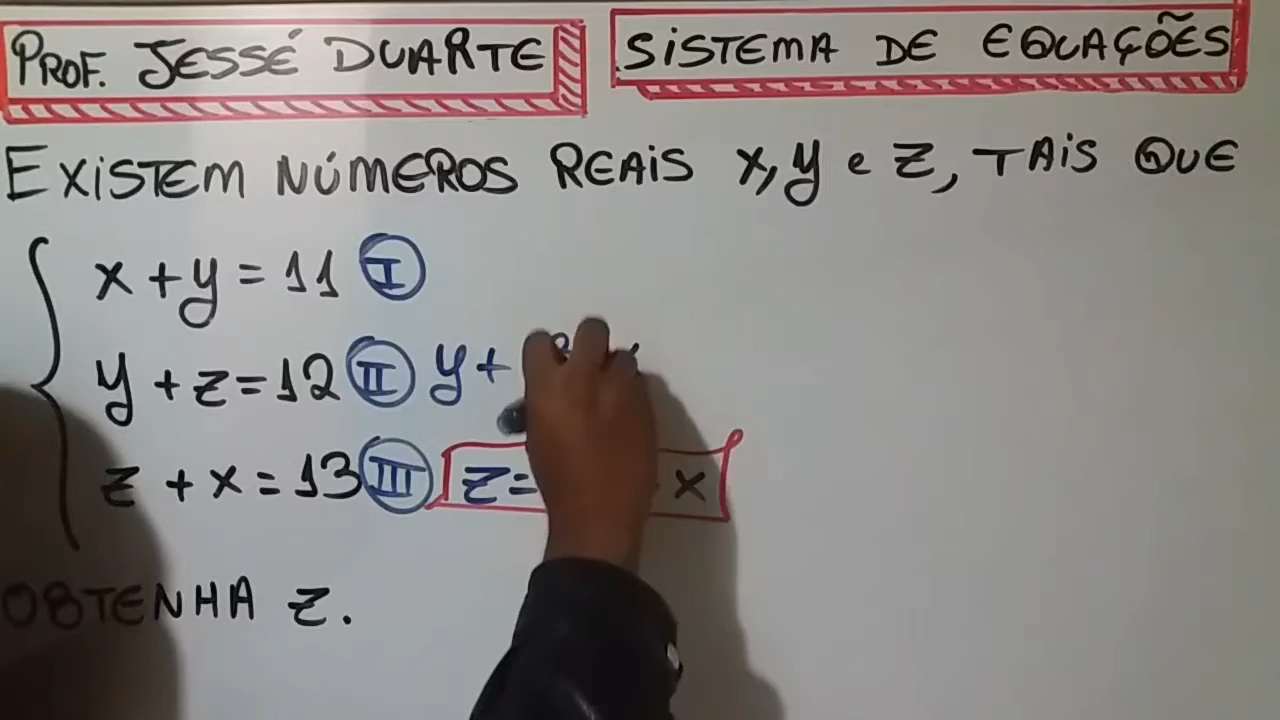 PROF. JESSÉ DUARTE
SISTEMA DE EQUAÇÕES
EXISTEM NÚMEROS REAIS x, y e z, TAIS QUE
x + y = 11 I
y + z = 12 II y +
z + x = 13 III z= x
OBTENHA z.